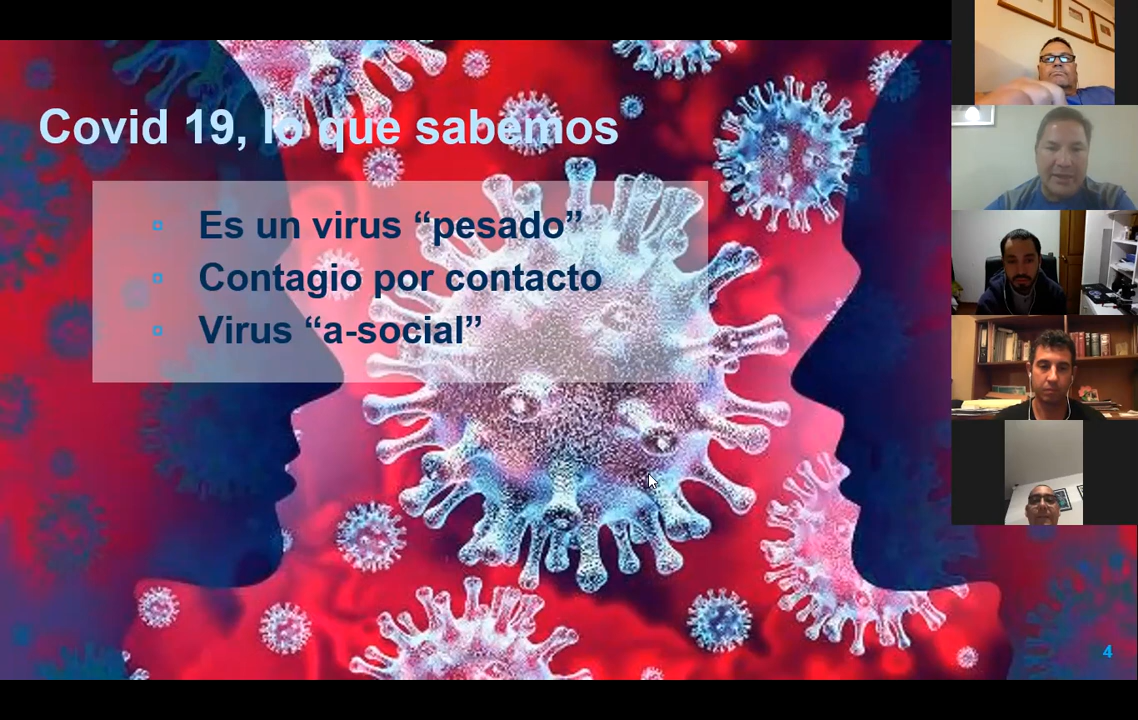 Covid 19, lo que sabemos
Es un virus “pesado”
Contagio por contacto
Virus “a-social”
4